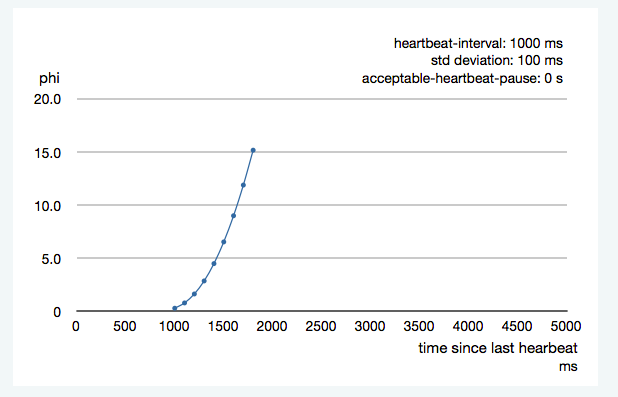 heartbeat-interval: 1000 ms
std deviation: 100 ms
acceptable-heartbeat-pause: 0 s
phi
20.0
15.0
10.0
5.0
0
0 500 1000 1500 2000 2500 3000 3500 4000 4500 5000
time since last hearbeat
ms